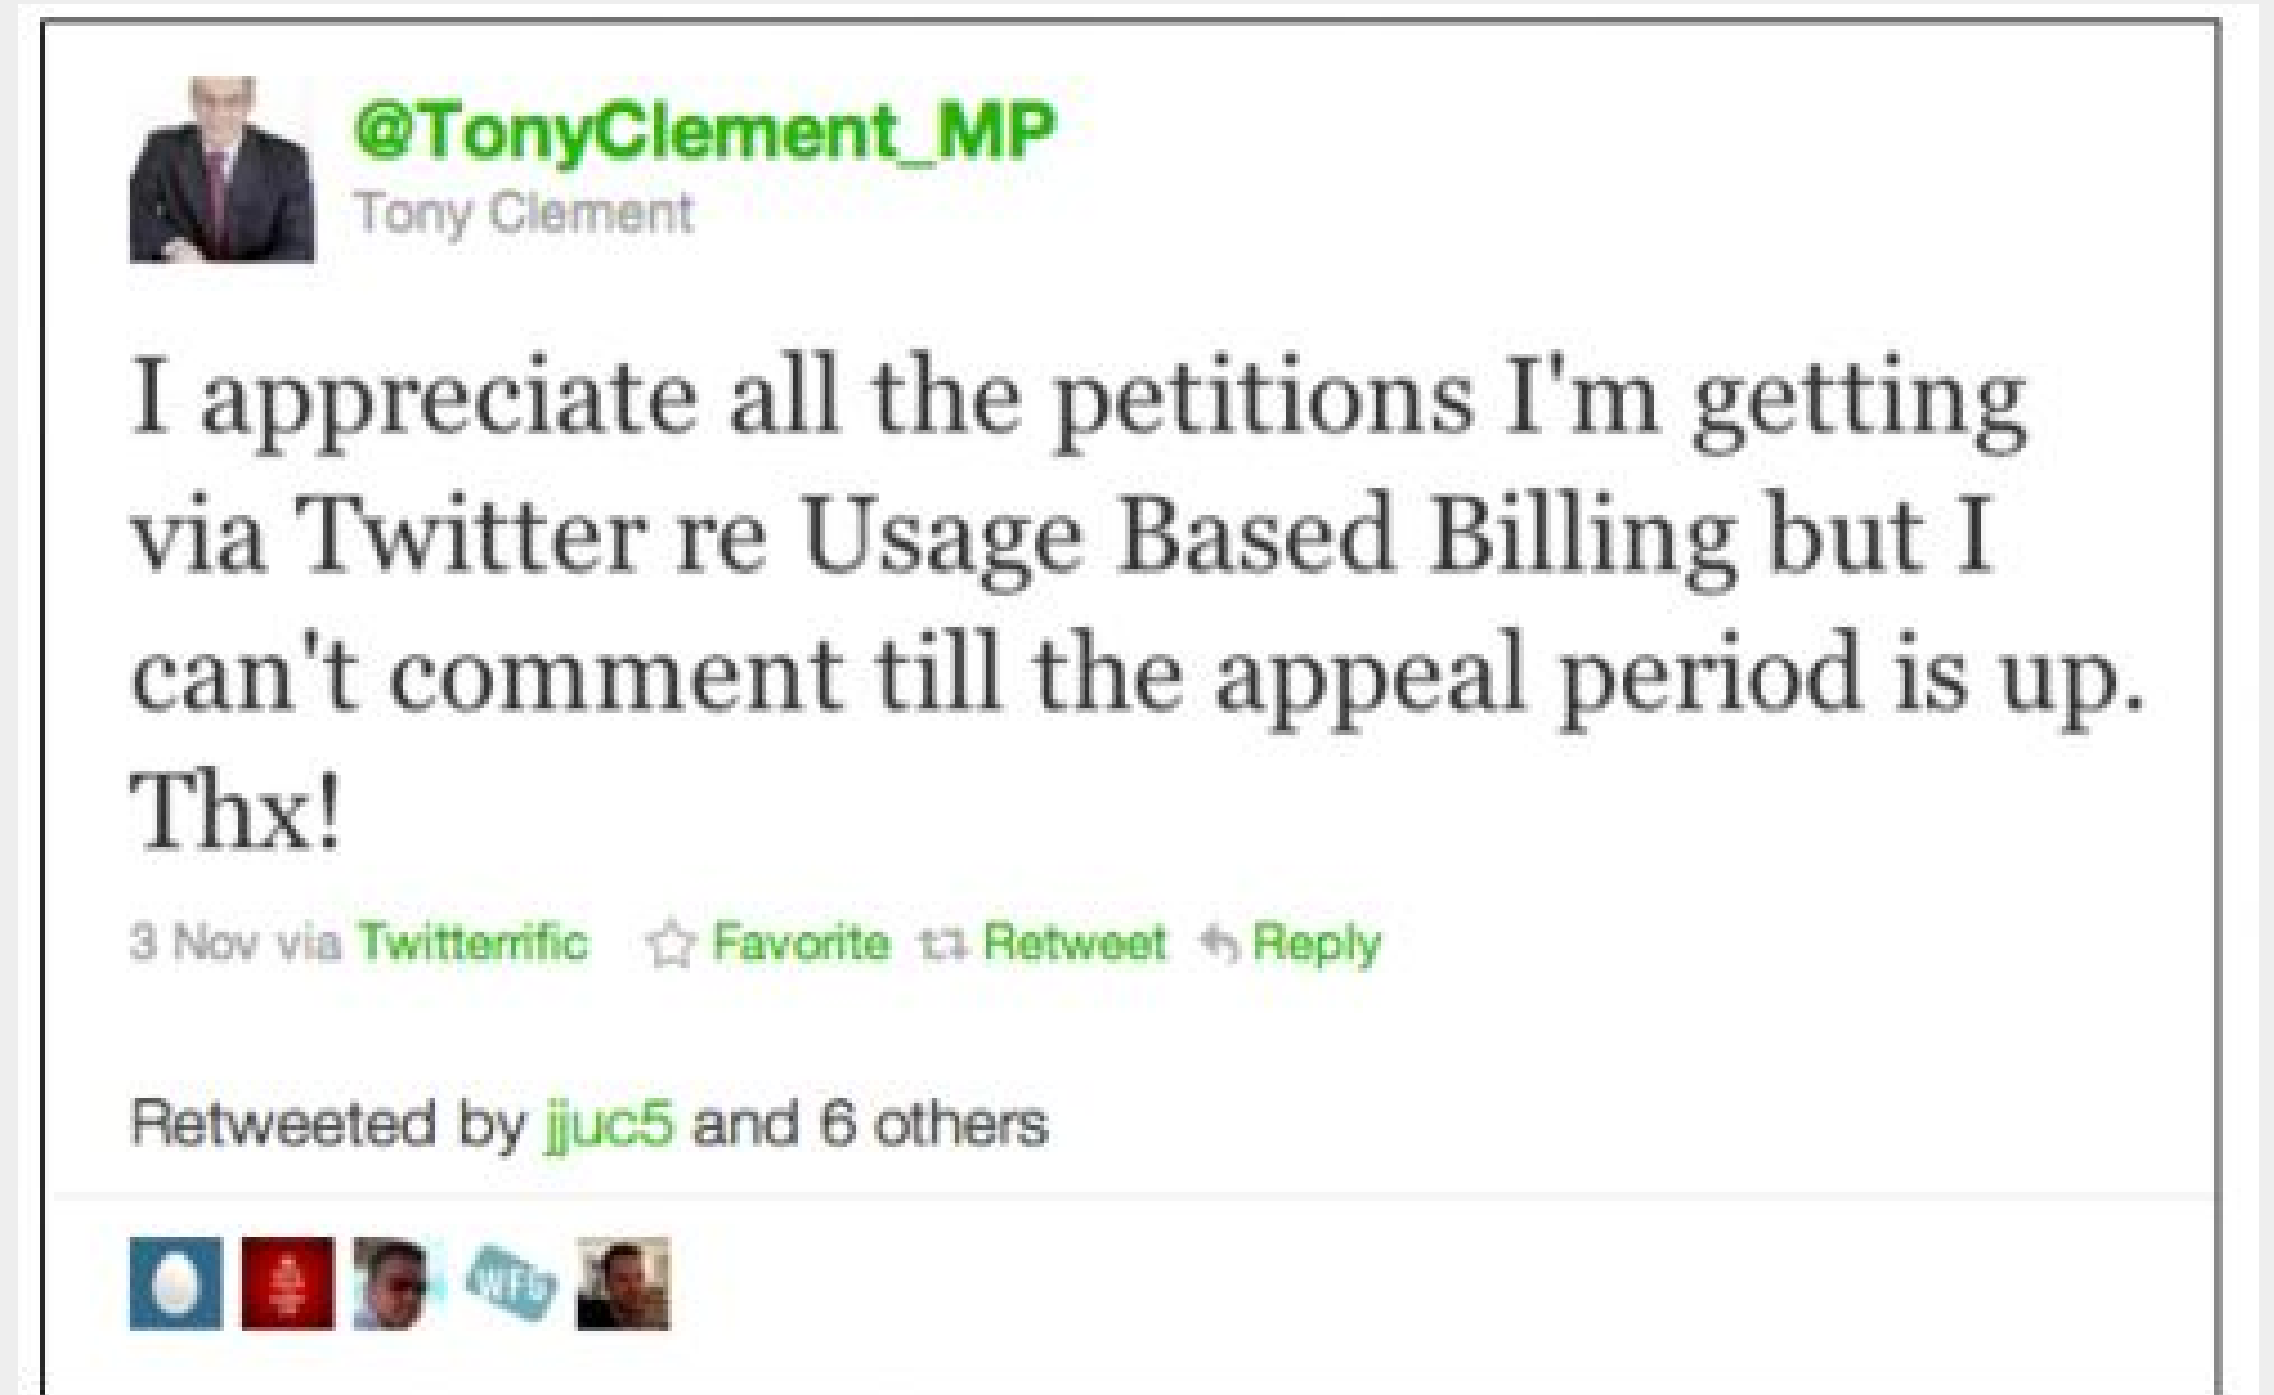 @TonyClement_MP
Tony Clement
I appreciate all the petitions I'm getting
via Twitter re Usage Based Billing but I
can't comment till the appeal period is up.
Thx!
3 Nov via Twitterrific Favorite Retweet Reply
Retweeted by jjuc5 and 6 others